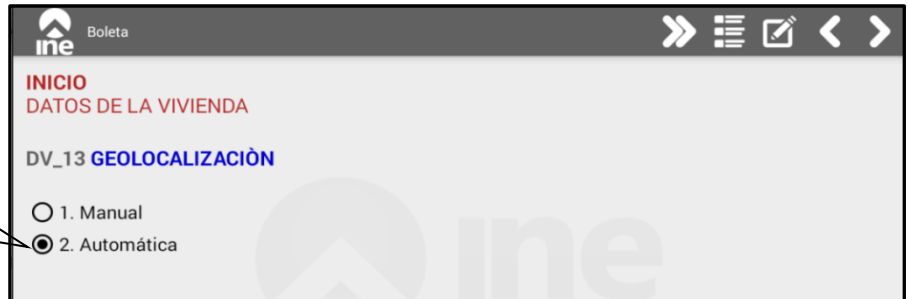 ine Boleta
INICIO
DATOS DE LA VIVIENDA
DV_13 GEOLOCALIZACIÒN
1. Manual
2. Automática
ine